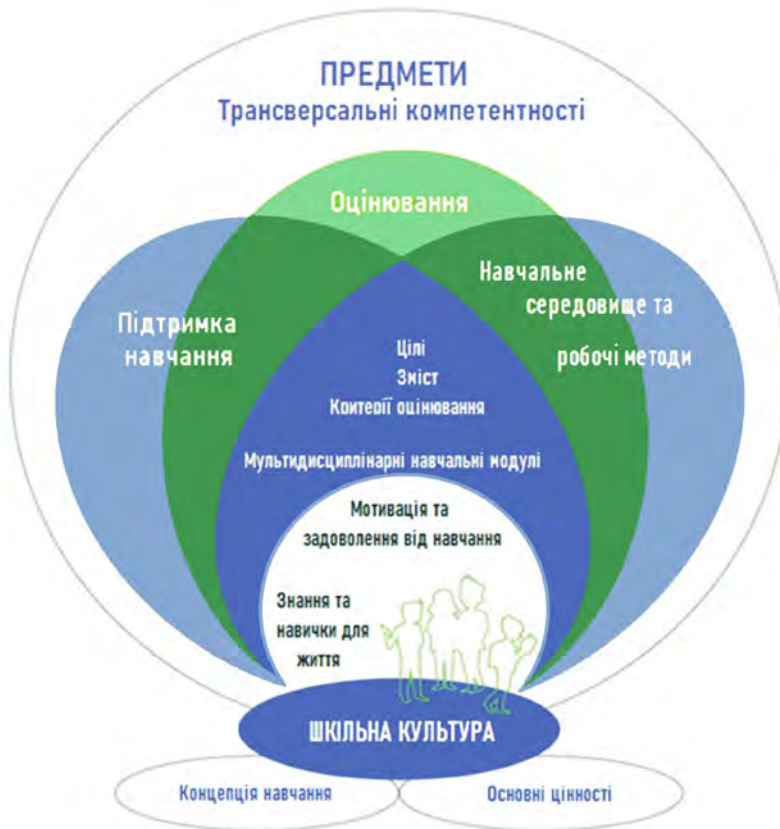 ПРЕДМЕТИ
Трансверсальні компетентності
Оцінювання
Підтримка
навчання
Навчальне
середовище та
робочі методи
Цілі
Зміст
Критерії оцінювання
Мультидисциплінарні навчальні модулі
Мотивація та
задоволення від навчання
Знання та
навички для
життя
ШКІЛЬНА КУЛЬТУРА
Концепція навчання
Основні цінності